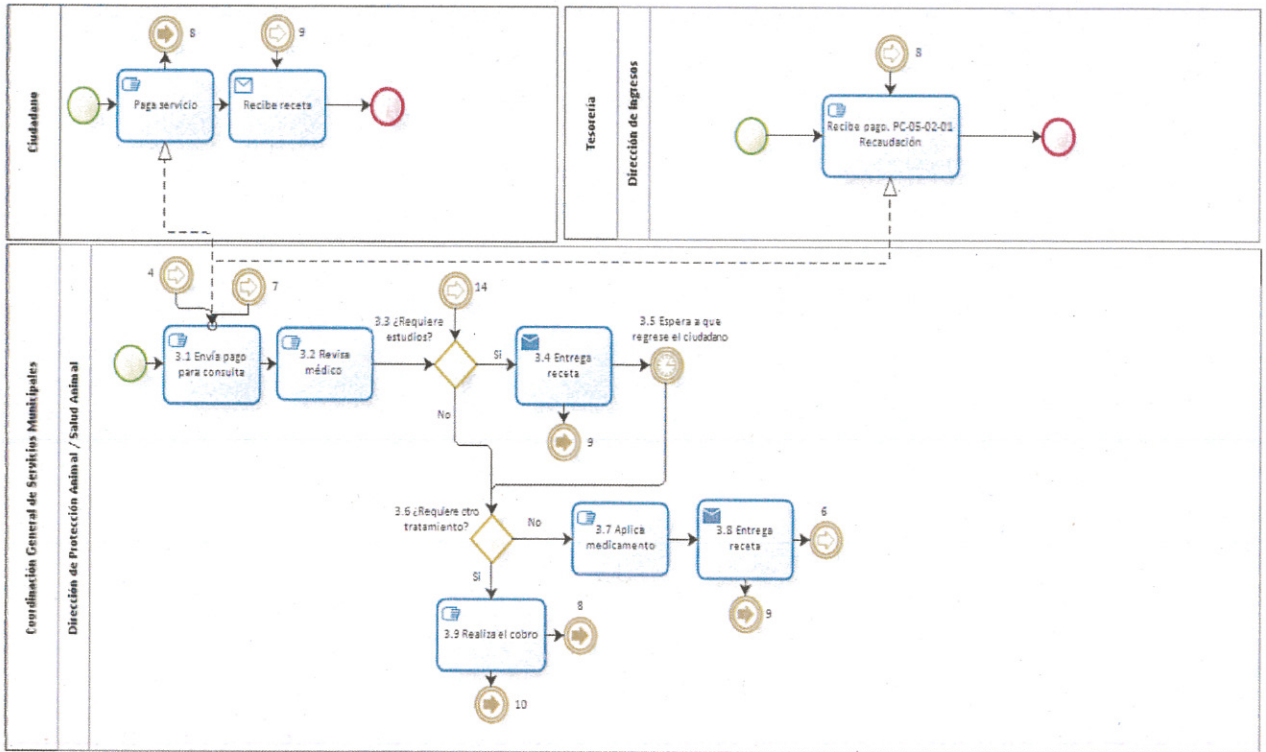 Ciudadano
8
9
Paga servicio
Recibe receta
Tesorería
Dirección de Ingresos
8
Recibe pago. PC-05-02-01
Recaudación
Coordinación General de Servicios Municipales
Dirección de Protección Animal / Salud Animal
4
7
14
3.1 Envía pago
para consulta
3.2 Revisa
médico
3.3 ¿Requiere
estudios?
Si
No
3.4 Entrega
receta
9
3.5 Espera a que
regrese el ciudadano
3.6 ¿Requiere otro
tratamiento?
No
Si
3.7 Aplica
medicamento
3.8 Entrega
receta
6
9
3.9 Realiza el cobro
8
10